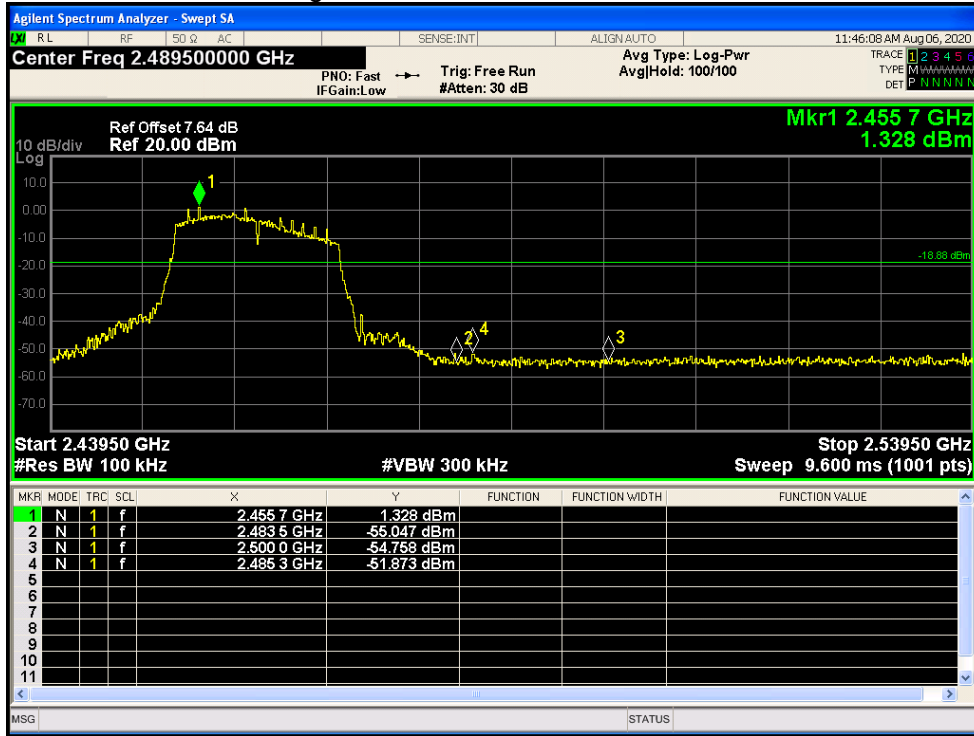 Agilent Spectrum Analyzer - Swept SA
LXI RL RF 50 Ω AC SENSE:INT ALIGN AUTO 11:46:08 AM Aug 06, 2020
Center Freq 2.489500000 GHz
PNO: Fast
IFGain:Low
Trig: Free Run
#Atten: 30 dB
Avg Type: Log-Pwr
Avg|Hold: 100/100
TRACE 1 2 3 4 5 6
TYPE M W W W W W
DET P N N N N N
Mkr1 2.455 7 GHz
1.328 dBm
Ref Offset 7.64 dB
10 dB/div Ref 20.00 dBm
Log
10.0
0.00
-10.0
-20.0
-30.0
-40.0
-50.0
-60.0
-70.0
1
-18.88 dBm
2 4 3
Start 2.43950 GHz Stop 2.53950 GHz
#Res BW 100 kHz #VBW 300 kHz Sweep 9.600 ms (1001 pts)
MKR MODE TRC SCL X Y FUNCTION FUNCTION WIDTH FUNCTION VALUE
1 N 1 f 2.455 7 GHz 1.328 dBm
2 N 1 f 2.483 5 GHz -55.047 dBm
3 N 1 f 2.500 0 GHz -54.758 dBm
4 N 1 f 2.485 3 GHz -51.873 dBm
5
6
7
8
9
10
11
MSG STATUS